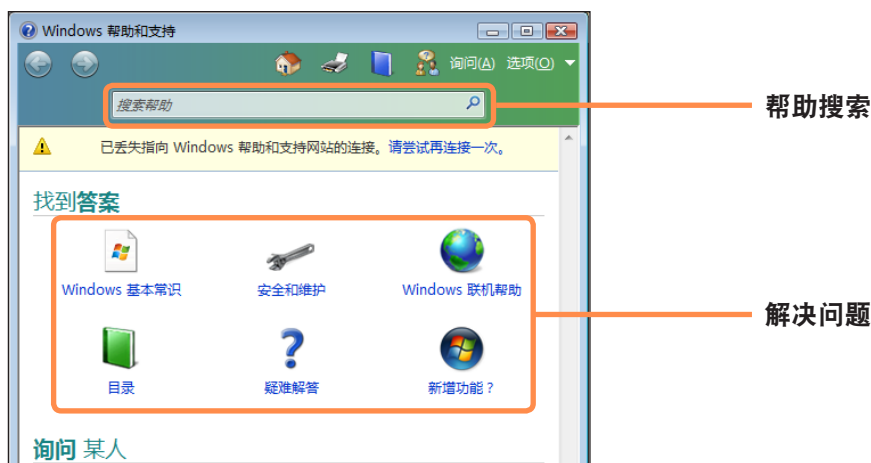 Windows 帮助和支持
询问(A) 选项(O)
搜索帮助
帮助搜索
已丢失指向 Windows 帮助和支持网站的连接。请尝试再连接一次。
找到答案
Windows 基本常识
安全和维护
Windows 联机帮助
解决问题
目录
疑难解答
新增功能？
询问 某人